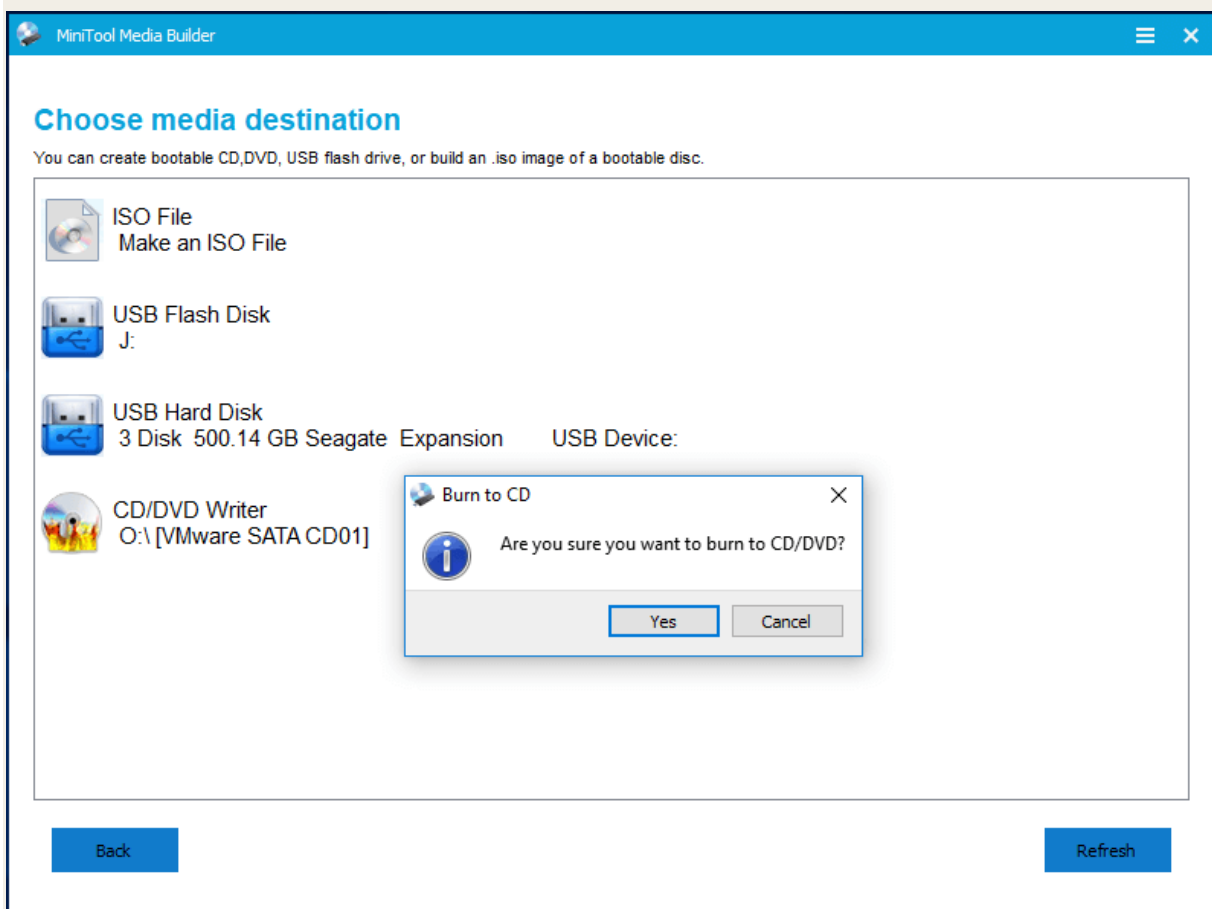 MiniTool Media Builder
Choose media destination
You can create bootable CD,DVD, USB flash drive, or build an .iso image of a bootable disc.
ISO File
Make an ISO File
USB Flash Disk
J:
USB Hard Disk
3 Disk 500.14 GB Seagate Expansion USB Device:
CD/DVD Writer
O:\ [VMware SATA CD01]
Burn to CD
Are you sure you want to burn to CD/DVD?
Yes Cancel
Back Refresh